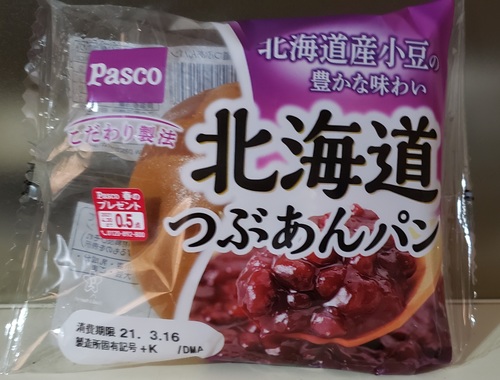 Pasco
こだわり製法
北海道産小豆の
豊かな味わい
北海道
つぶあんパン
Pasco 春の
プレゼント
0.5点
消費期限 21. 3.16
製造所固有記号 +K /DMA